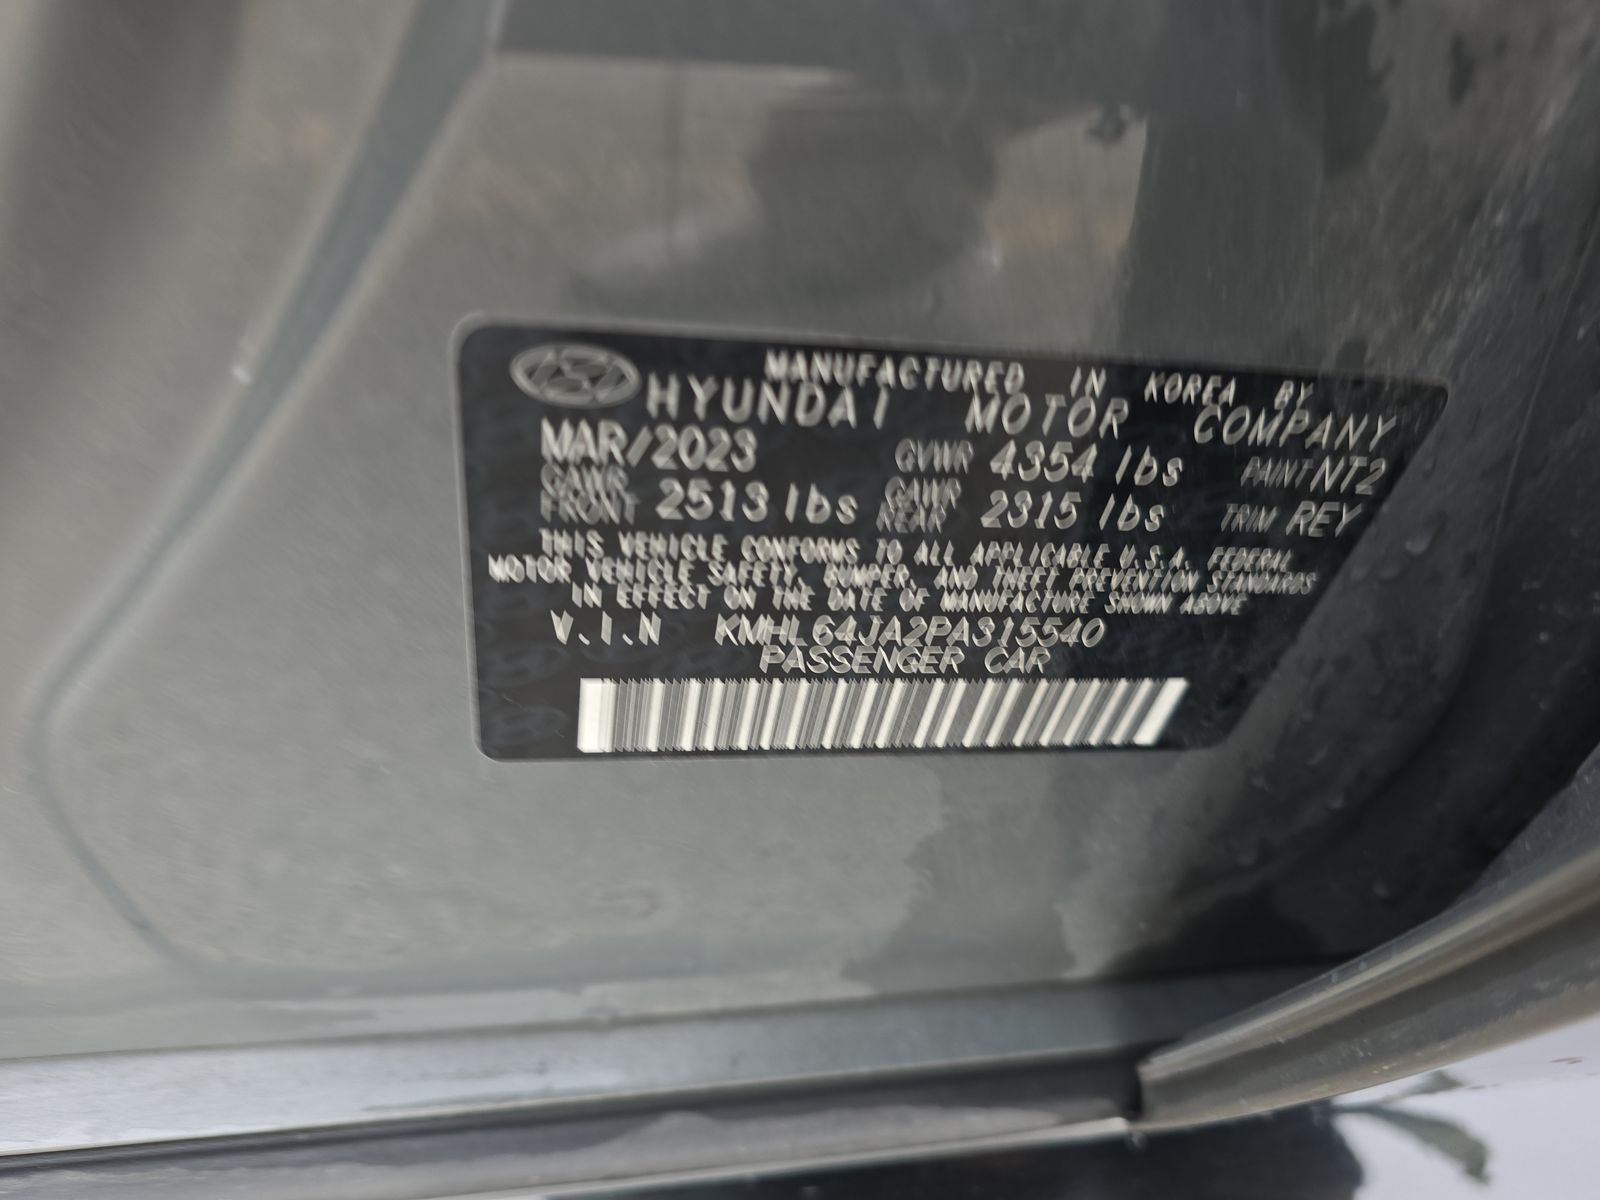 MANUFACTURED IN KOREA BY
HYUNDAI MOTOR COMPANY
MAR/2023 GVWR 4354 lbs PAINT NT2
GAWR FRONT 2513 lbs GAWR REAR 2315 lbs TRIM REY
THIS VEHICLE CONFORMS TO ALL APPLICABLE U.S.A. FEDERAL
MOTOR VEHICLE SAFETY, BUMPER, AND THEFT PREVENTION STANDARDS
IN EFFECT ON THE DATE OF MANUFACTURE SHOWN ABOVE
V.I.N KMHL64JA2PA315540
PASSENGER CAR